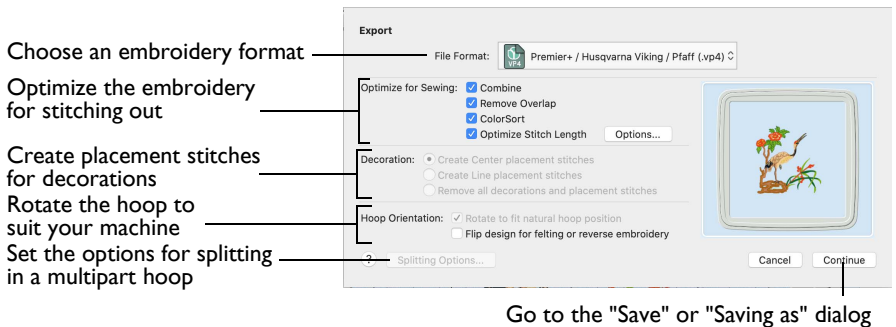 Export
Choose an embroidery format
File Format: VP4 Premier+ / Husqvarna Viking / Pfaff (.vp4)
Optimize the embroidery
for stitching out
Optimize for Sewing: Combine
Remove Overlap
ColorSort
Optimize Stitch Length Options...
Create placement stitches
for decorations
Decoration: Create Center placement stitches
Create Line placement stitches
Remove all decorations and placement stitches
Rotate the hoop to
suit your machine
Hoop Orientation: Rotate to fit natural hoop position
Flip design for felting or reverse embroidery
Set the options for splitting
in a multipart hoop
? Splitting Options... Cancel Continue
Go to the "Save" or "Saving as" dialog